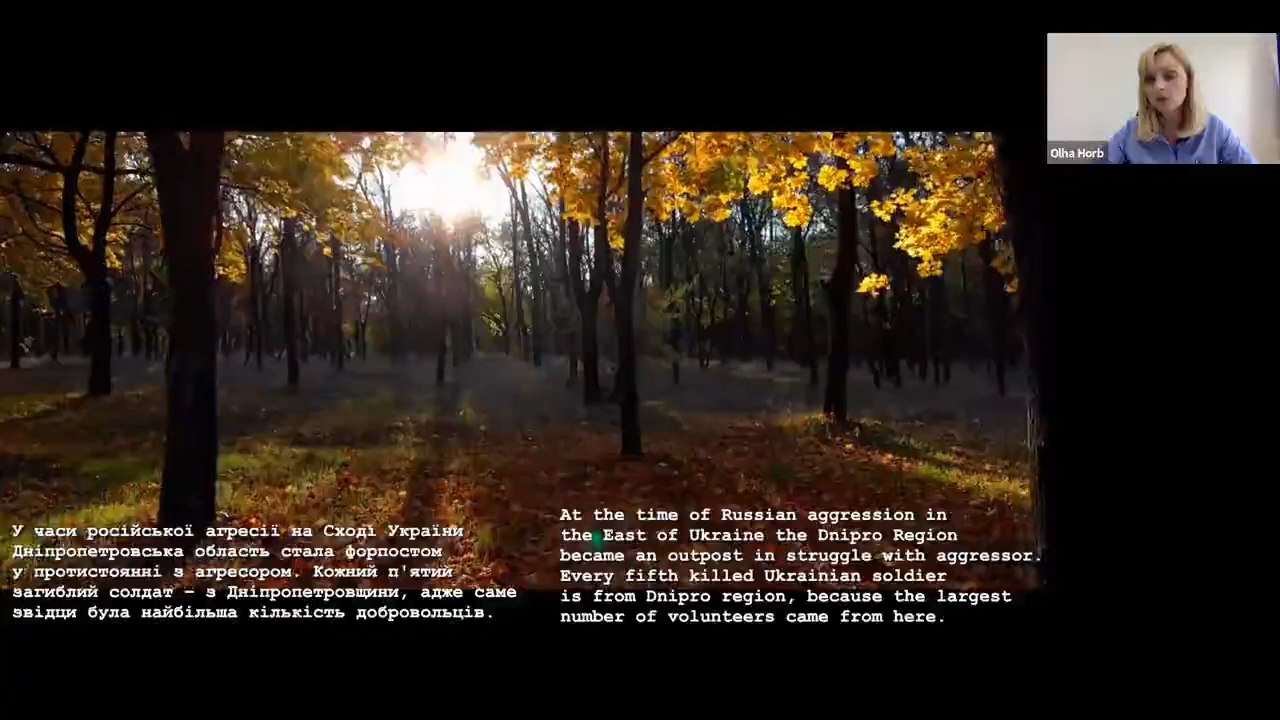 Olha Horb
У часи російської агресії на Сході України
Дніпропетровська область стала форпостом
у протистоянні з агресором. Кожний п'ятий
загиблий солдат – з Дніпропетровщини, адже саме
звідси була найбільша кількість добровольців.
At the time of Russian aggression in
the East of Ukraine the Dnipro Region
became an outpost in struggle with aggressor.
Every fifth killed Ukrainian soldier
is from Dnipro region, because the largest
number of volunteers came from here.